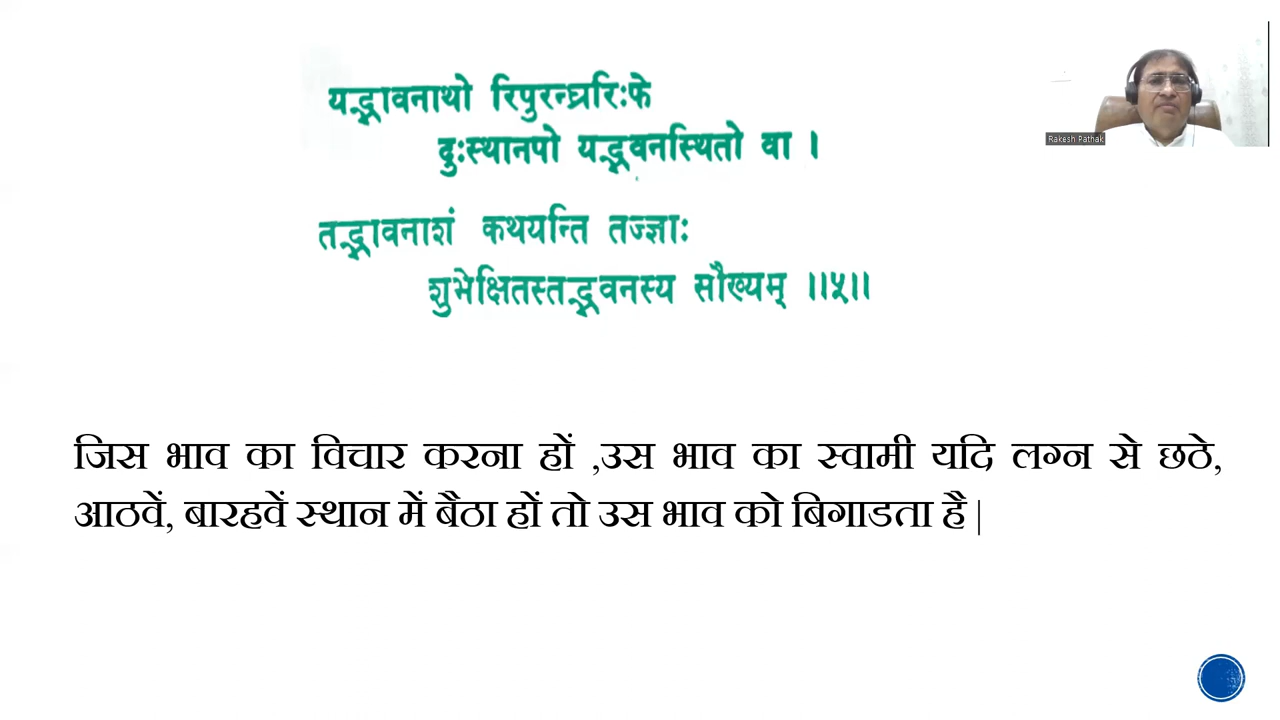 यद्भावनाथो रिपुरन्ध्ररिःफे
दुःस्थानपो यद्भवनस्थितो वा ।
तद्भावनाशं कथयन्ति तज्ज्ञाः
शुभेक्षितस्तद्भवनस्य सौख्यम् ॥५॥
जिस भाव का विचार करना हों ,उस भाव का स्वामी यदि लग्न से छठे,
आठवें, बारहवें स्थान में बैठा हों तो उस भाव को बिगाडता है |
Rakesh Pathak